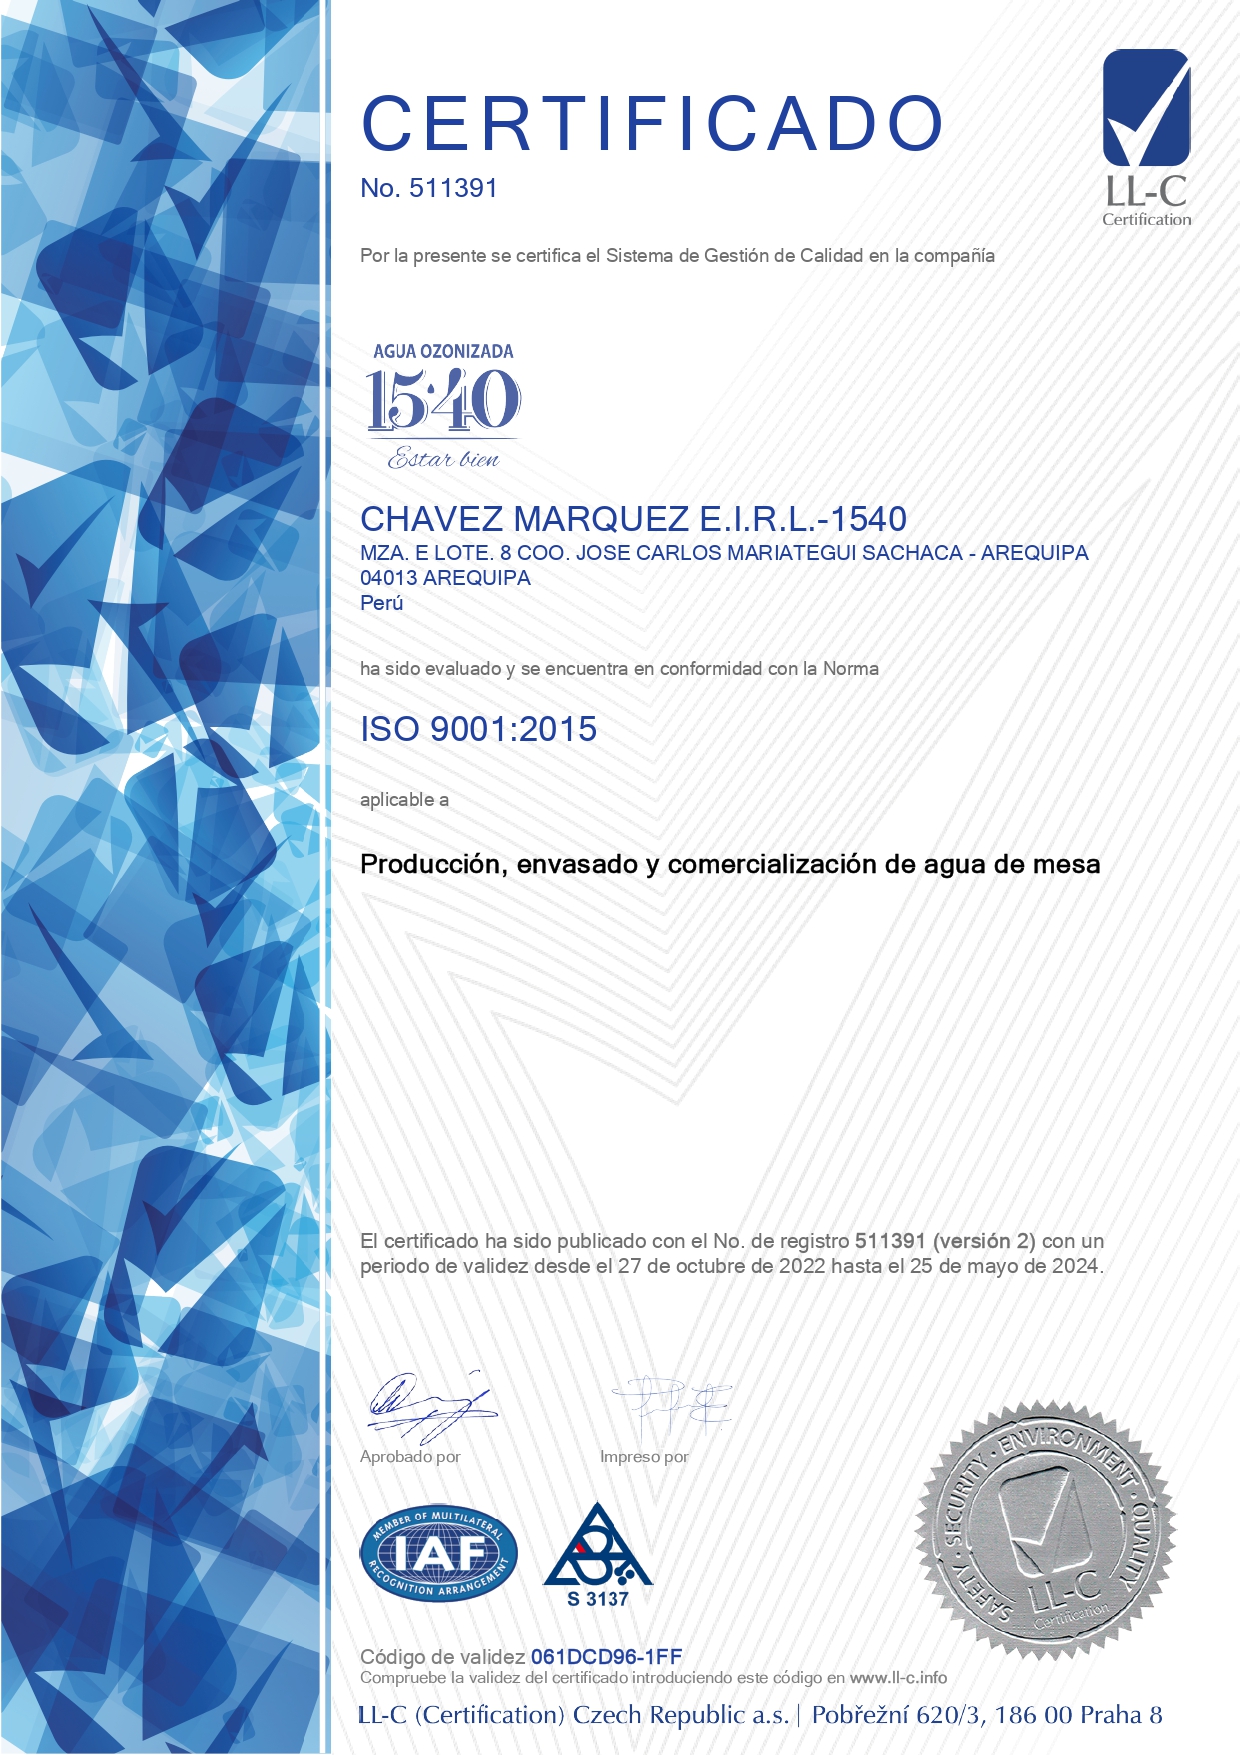 CERTIFICADO
No. 511391
LL-C
Certification
Por la presente se certifica el Sistema de Gestión de Calidad en la compañía
AGUA OZONIZADA
15·40
Estar bien
CHAVEZ MARQUEZ E.I.R.L.-1540
MZA. E LOTE. 8 COO. JOSE CARLOS MARIATEGUI SACHACA - AREQUIPA
04013 AREQUIPA
Perú
ha sido evaluado y se encuentra en conformidad con la Norma
ISO 9001:2015
aplicable a
Producción, envasado y comercialización de agua de mesa
El certificado ha sido publicado con el No. de registro 511391 (versión 2) con un
periodo de validez desde el 27 de octubre de 2022 hasta el 25 de mayo de 2024.
Aprobado por
Impreso por
MEMBER OF MULTILATERAL
IAF
RECOGNITION ARRANGEMENT
S 3137
SAFETY · SECURITY · ENVIRONMENT · QUALITY
LL-C
Certification
Código de validez 061DCD96-1FF
Compruebe la validez del certificado introduciendo este código en www.ll-c.info
LL-C (Certification) Czech Republic a.s. | Pobřežní 620/3, 186 00 Praha 8